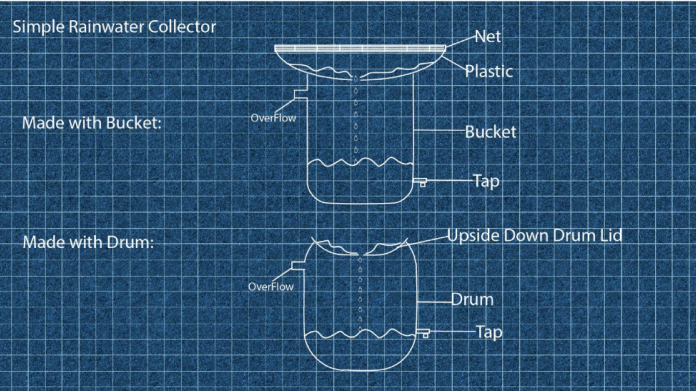 Simple Rainwater Collector
Net
Plastic
OverFlow
Made with Bucket:
Bucket
Tap
Made with Drum:
Upside Down Drum Lid
OverFlow
Drum
Tap